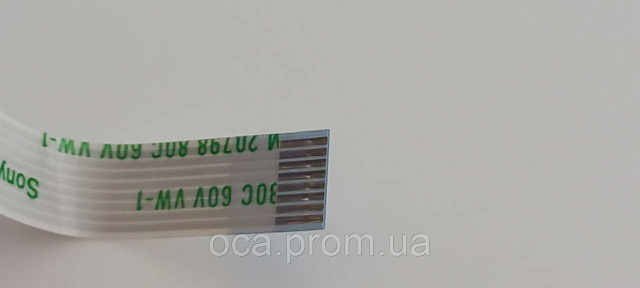 И 20798 80C 60V VW-1
80C 60V VW-1
Sony
oca.prom.ua